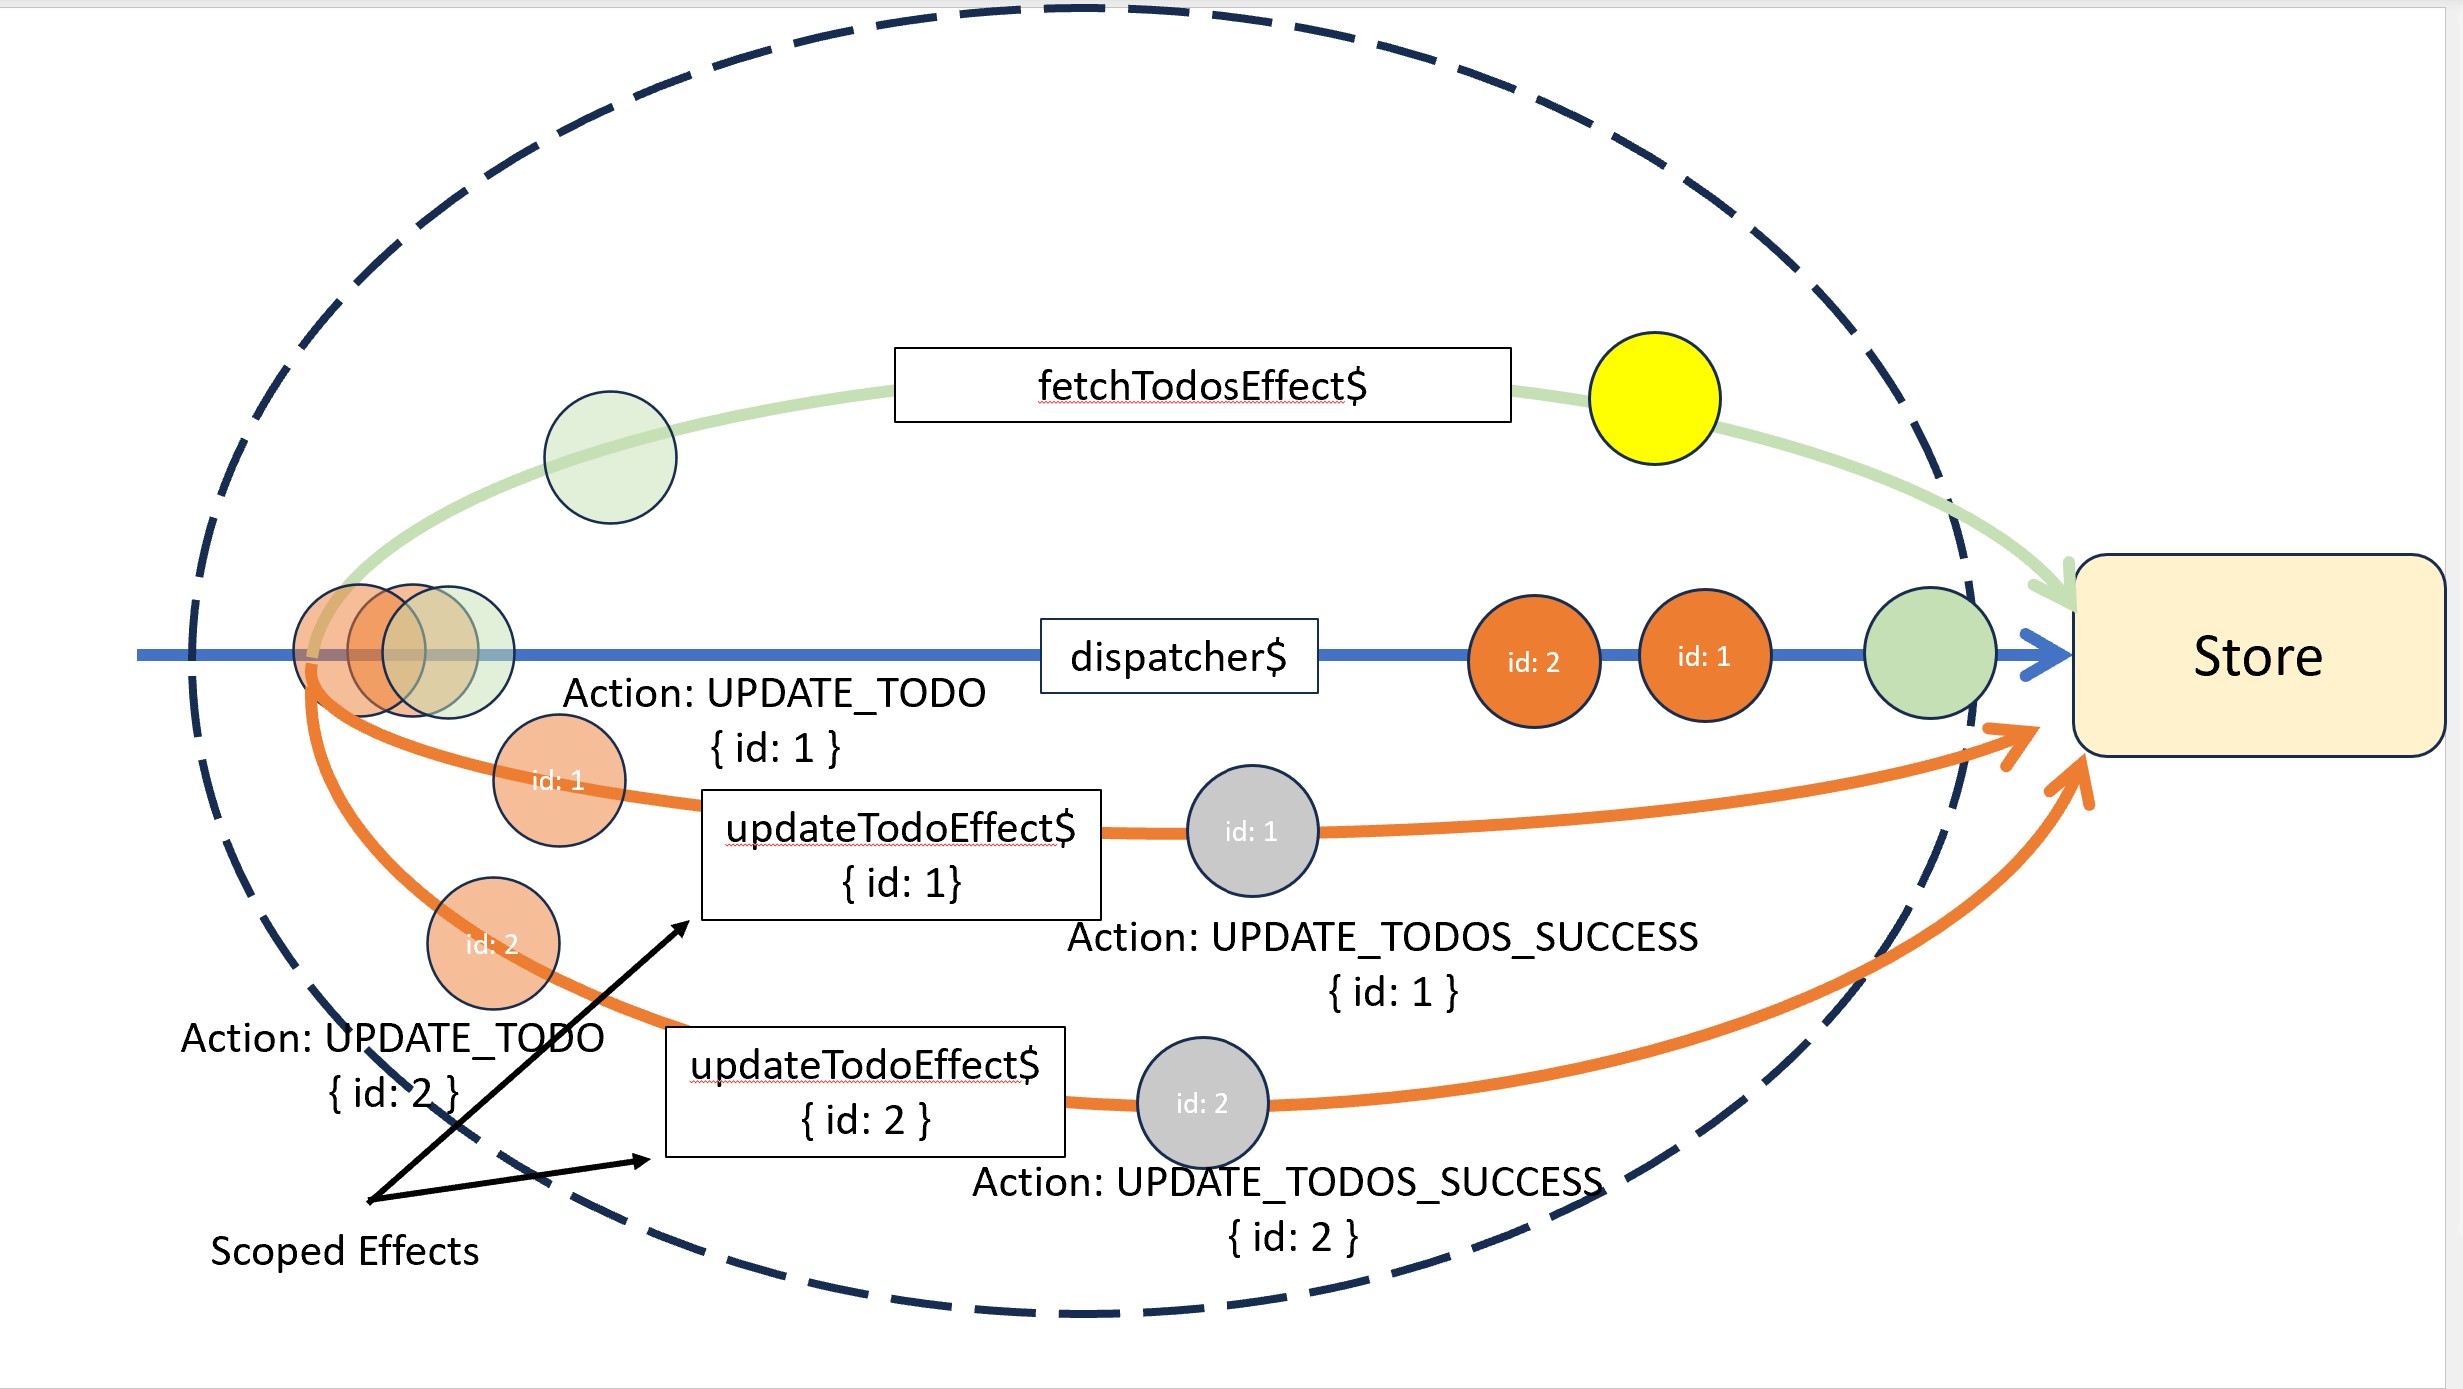 fetchTodosEffect$
dispatcher$
id: 2
id: 1
Store
Action: UPDATE_TODO
{ id: 1 }
id: 1
updateTodoEffect$
{ id: 1}
id: 1
id: 2
Action: UPDATE_TODOS_SUCCESS
{ id: 1 }
Action: UPDATE_TODO
{ id: 2 }
updateTodoEffect$
{ id: 2 }
id: 2
Action: UPDATE_TODOS_SUCCESS
{ id: 2 }
Scoped Effects